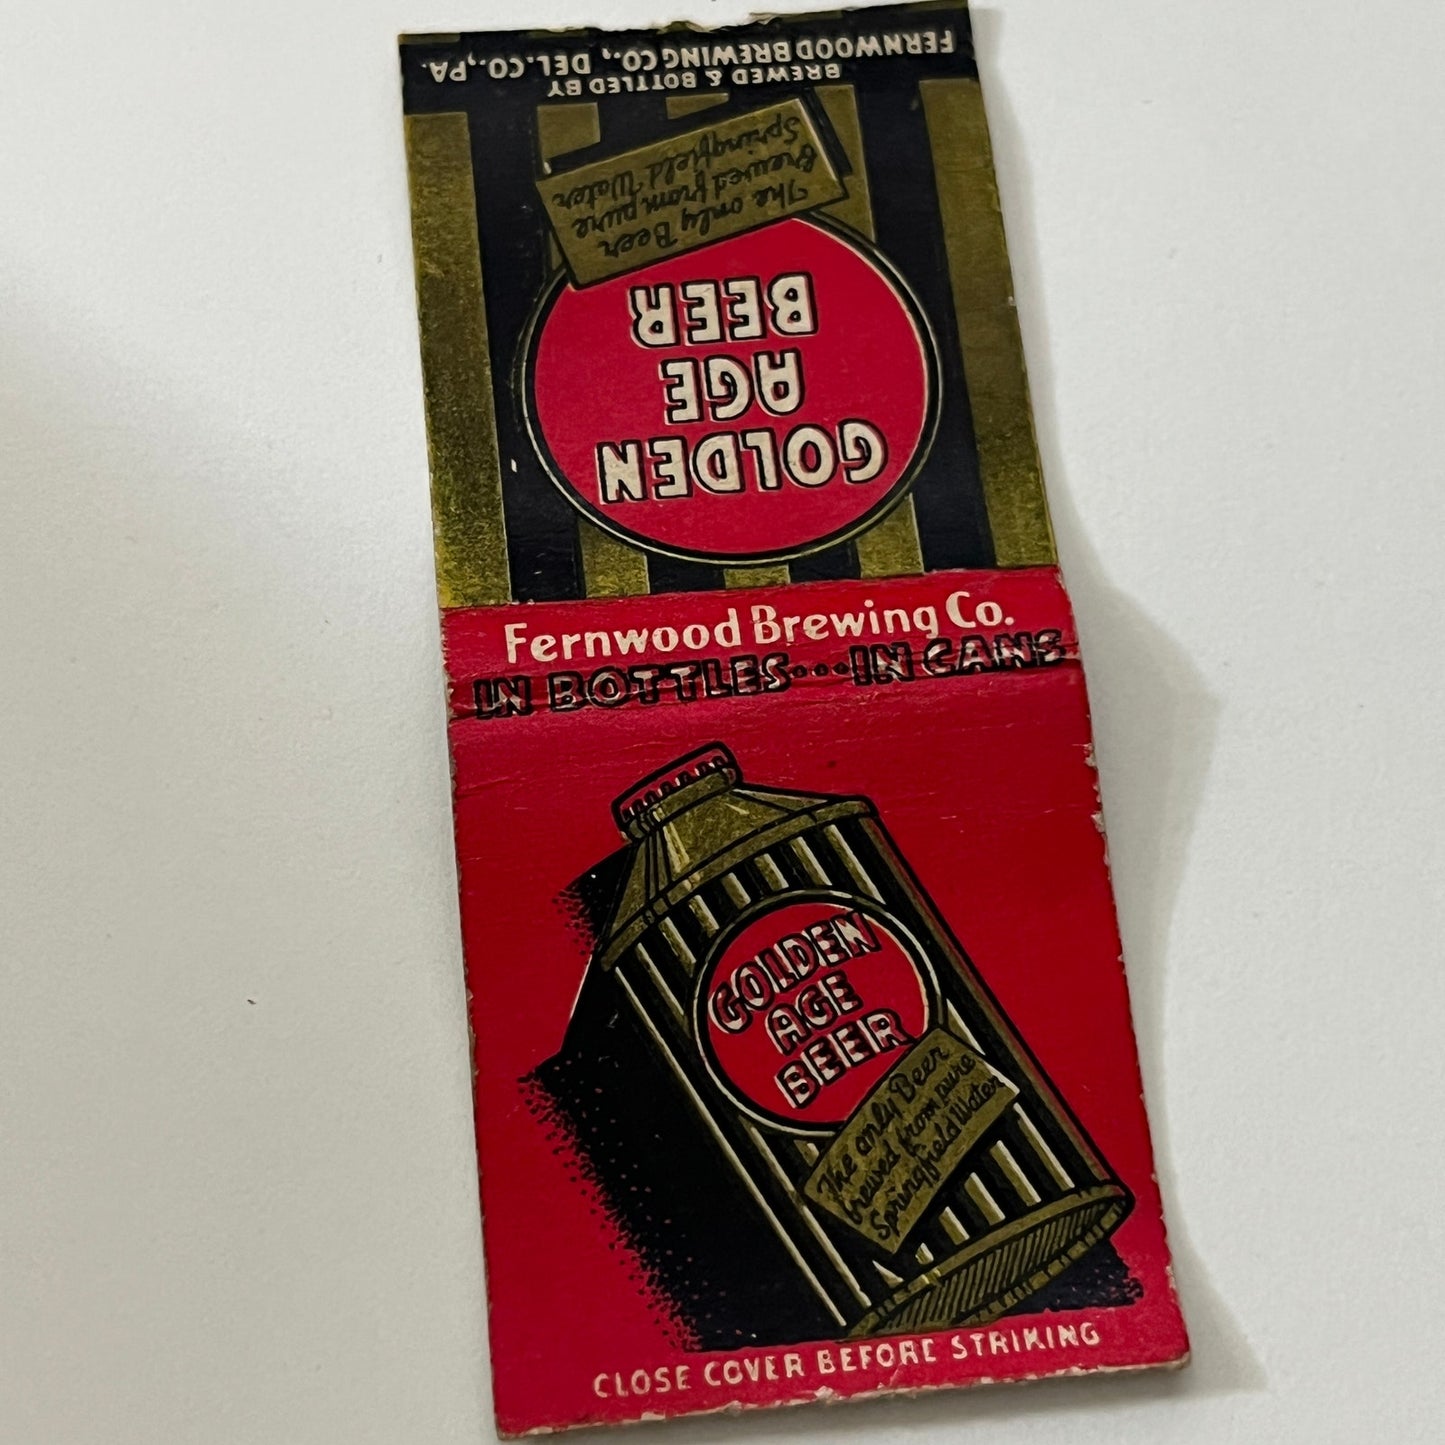 FERNWOOD BREWING CO., DEL. CO., PA.
BREWED & BOTTLED BY
The only Beer
brewed from pure
Springfield Water
GOLDEN
AGE
BEER
Fernwood Brewing Co.
IN BOTTLES...IN CANS
GOLDEN
AGE
BEER
The only Beer
brewed from pure
Springfield Water
CLOSE COVER BEFORE STRIKING